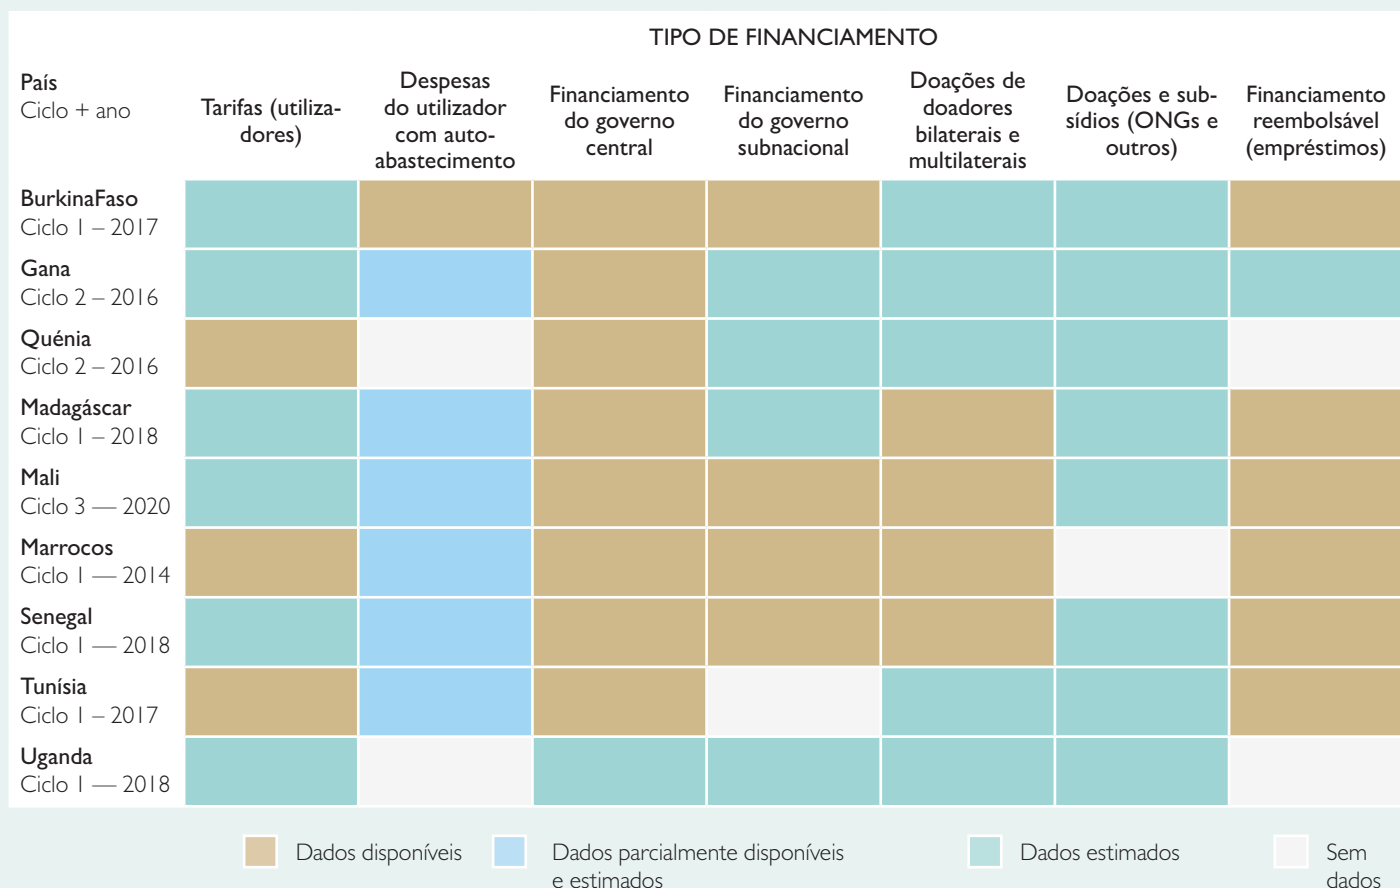 TIPO DE FINANCIAMENTO
País
Ciclo + ano
Tarifas (utiliza-
dores)
Despesas
do utilizador
com auto-
abastecimento
Financiamento
do governo
central
Financiamento
do governo
subnacional
Doações de
doadores
bilaterais e
multilaterais
Doações e sub-
sídios (ONGs e
outros)
Financiamento
reembolsável
(empréstimos)
BurkinaFaso
Ciclo 1 – 2017
Gana
Ciclo 2 – 2016
Quénia
Ciclo 2 – 2016
Madagáscar
Ciclo 1 – 2018
Mali
Ciclo 3 — 2020
Marrocos
Ciclo 1 — 2014
Senegal
Ciclo 1 — 2018
Tunísia
Ciclo 1 – 2017
Uganda
Ciclo 1 — 2018
Dados disponíveis
Dados parcialmente disponíveis
e estimados
Dados estimados
Sem
dados